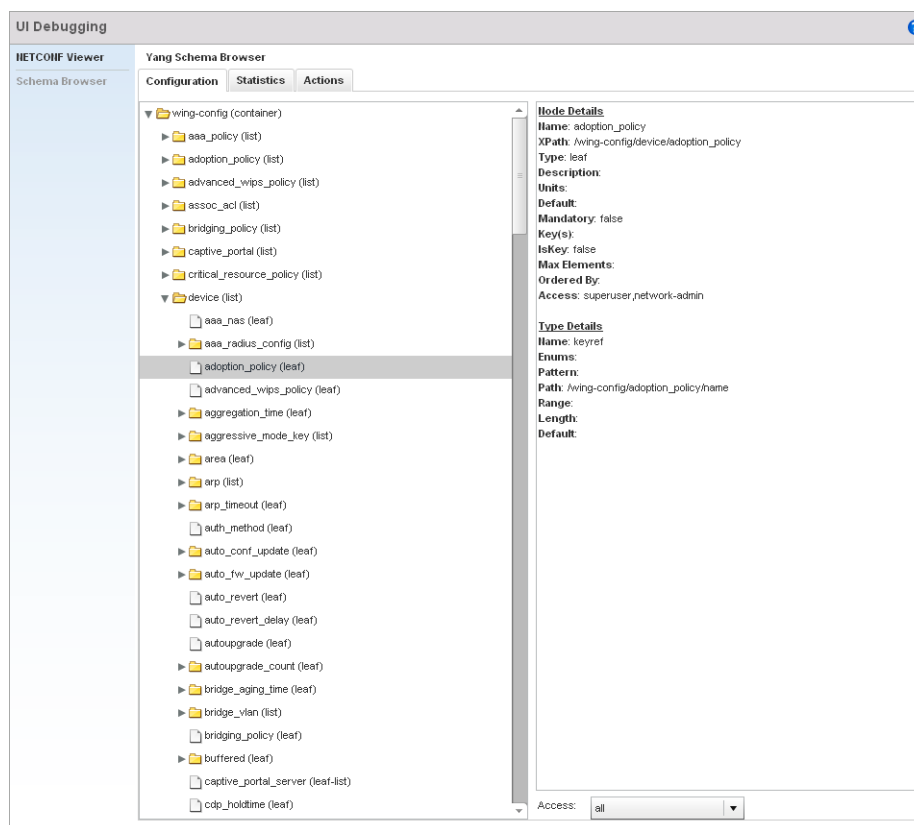 UI Debugging
NETCONF Viewer
Schema Browser
Yang Schema Browser
Configuration Statistics Actions
wing-config (container)
aaa_policy (list)
adoption_policy (list)
advanced_wips_policy (list)
assoc_acl (list)
bridging_policy (list)
captive_portal (list)
critical_resource_policy (list)
device (list)
aaa_nas (leaf)
aaa_radius_config (list)
adoption_policy (leaf)
advanced_wips_policy (leaf)
aggregation_time (leaf)
aggressive_mode_key (list)
area (leaf)
arp (list)
arp_timeout (leaf)
auth_method (leaf)
auto_conf_update (leaf)
auto_fw_update (leaf)
auto_revert (leaf)
auto_revert_delay (leaf)
autoupgrade (leaf)
autoupgrade_count (leaf)
bridge_aging_time (leaf)
bridge_vlan (list)
bridging_policy (leaf)
buffered (leaf)
captive_portal_server (leaf-list)
cdp_holdtime (leaf)
Node Details
Name: adoption_policy
XPath: /wing-config/device/adoption_policy
Type: leaf
Description:
Units:
Default:
Mandatory: false
Key(s):
IsKey: false
Max Elements:
Ordered By:
Access: superuser,network-admin
Type Details
Name: keyref
Enums:
Pattern:
Path: /wing-config/adoption_policy/name
Range:
Length:
Default:
Access: all